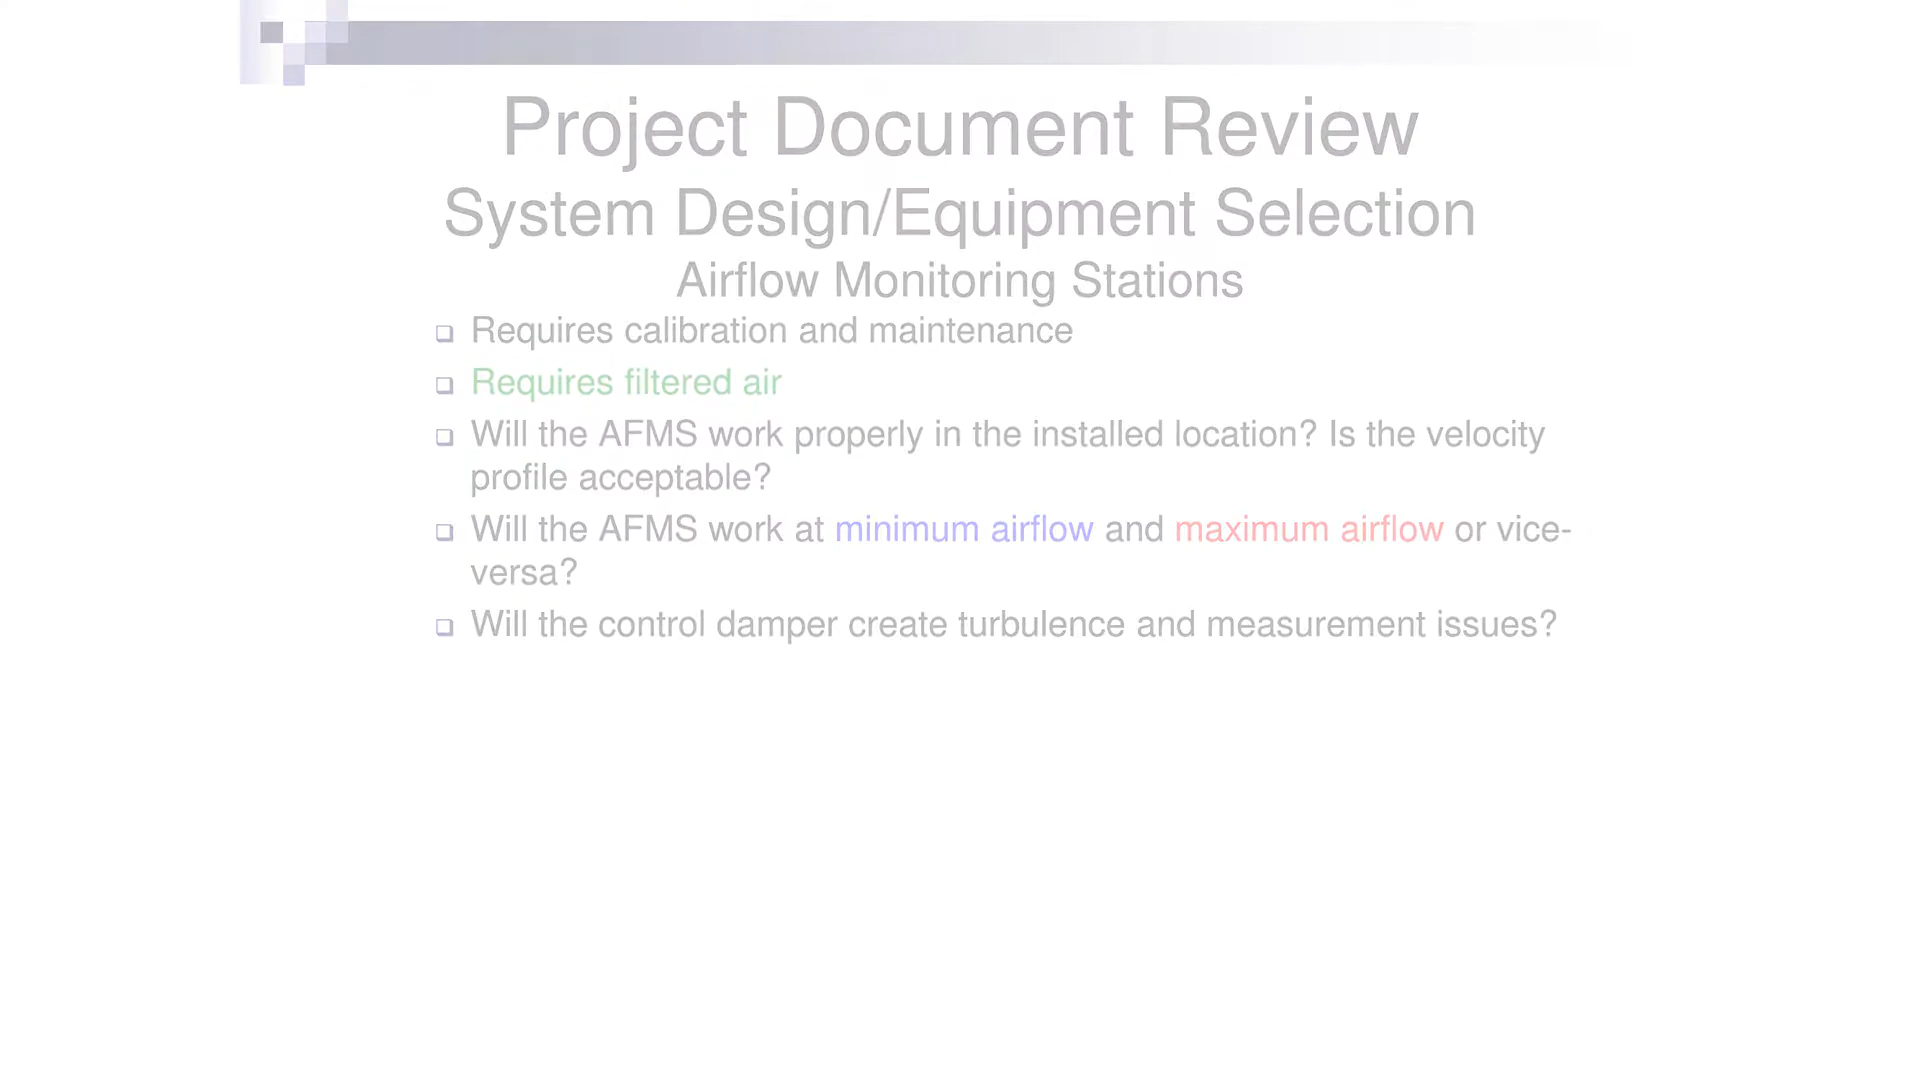 Project Document Review
System Design/Equipment Selection
Airflow Monitoring Stations
Requires calibration and maintenance
Requires filtered air
Will the AFMS work properly in the installed location? Is the velocity
profile acceptable?
Will the AFMS work at minimum airflow and maximum airflow or vice-
versa?
Will the control damper create turbulence and measurement issues?